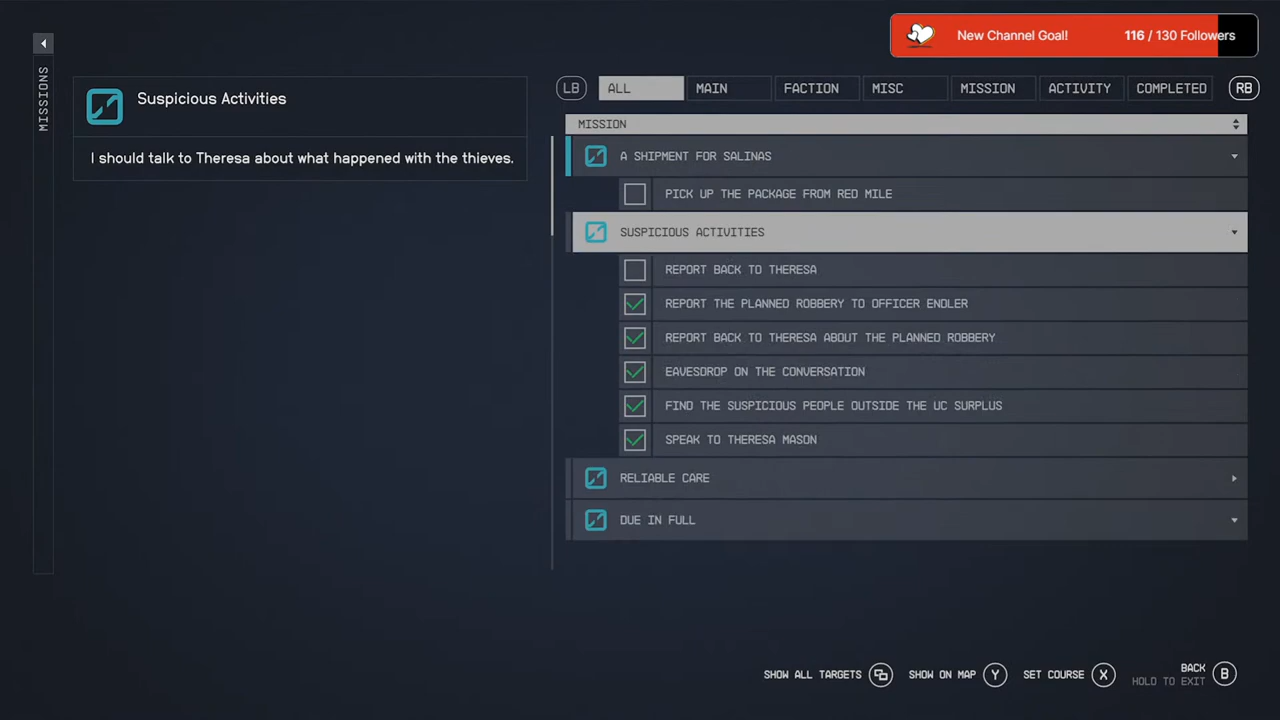 New Channel Goal! 116 / 130 Followers
MISSIONS
Suspicious Activities
I should talk to Theresa about what happened with the thieves.
LB ALL MAIN FACTION MISC MISSION ACTIVITY COMPLETED RB
MISSION
A SHIPMENT FOR SALINAS
PICK UP THE PACKAGE FROM RED MILE
SUSPICIOUS ACTIVITIES
REPORT BACK TO THERESA
REPORT THE PLANNED ROBBERY TO OFFICER ENDLER
REPORT BACK TO THERESA ABOUT THE PLANNED ROBBERY
EAVESDROP ON THE CONVERSATION
FIND THE SUSPICIOUS PEOPLE OUTSIDE THE UC SURPLUS
SPEAK TO THERESA MASON
RELIABLE CARE
DUE IN FULL
SHOW ALL TARGETS SHOW ON MAP Y SET COURSE X BACK B
HOLD TO EXIT